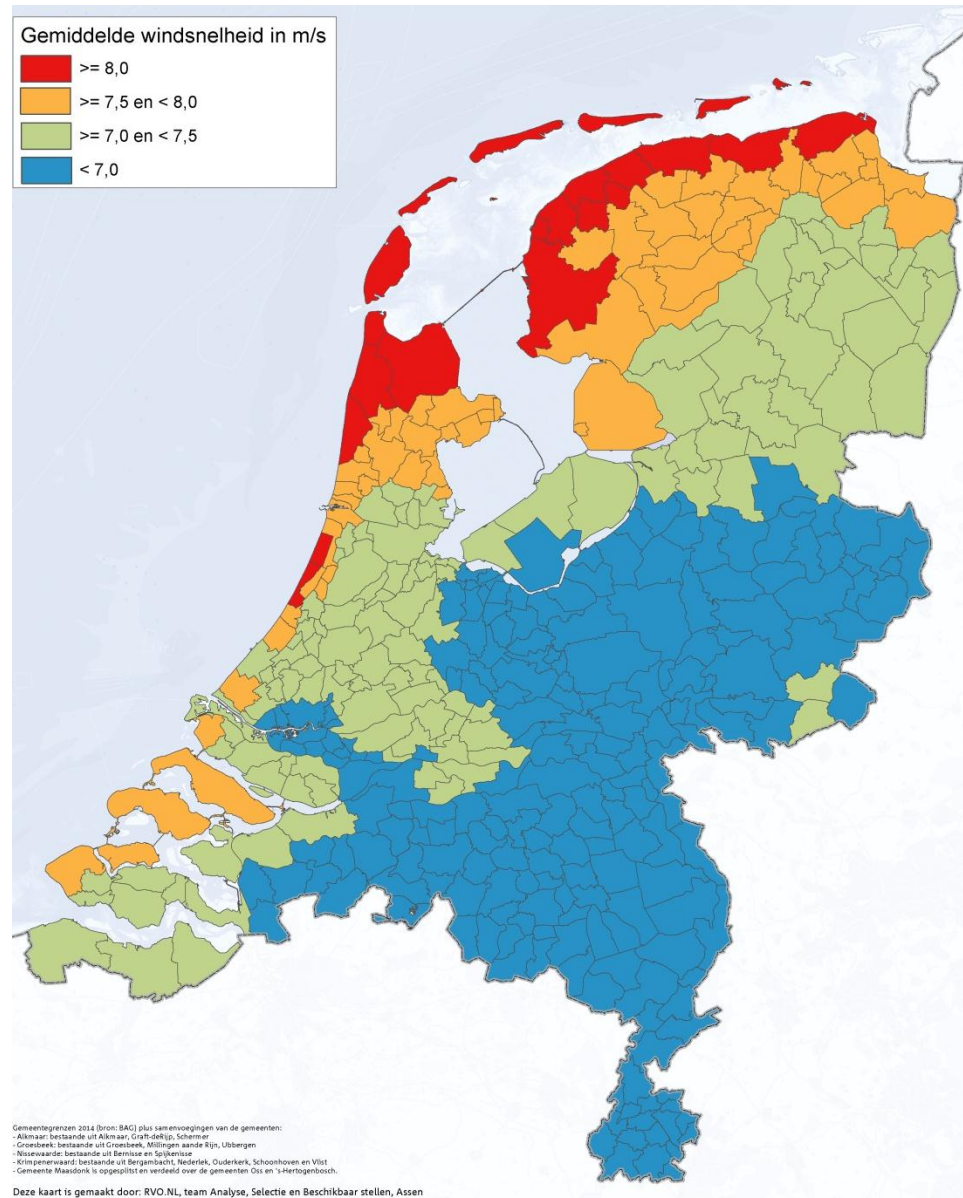 Gemiddelde windsnelheid in m/s
>= 8,0
>= 7,5 en < 8,0
>= 7,0 en < 7,5
< 7,0
Gemeentegrenzen 2014 (bron: BAG) plus samenvoegingen van de gemeenten:
- Alkmaar: bestaande uit Alkmaar, Graft-deRijp, Schermer
- Groesbeek: bestaande uit Groesbeek, Millingen aande Rijn, Ubbergen
- Nissewaarde: bestaande uit Bernisse en Spijkenisse
- Krimpenerwaard: bestaande uit Bergambacht, Nederlek, Ouderkerk, Schoonhoven en Vlist
- Gemeente Maasdonk is opgesplitst en verdeeld over de gemeenten Oss en 's-Hertogenbosch.
Deze kaart is gemaakt door: RVO.NL, team Analyse, Selectie en Beschikbaar stellen, Assen